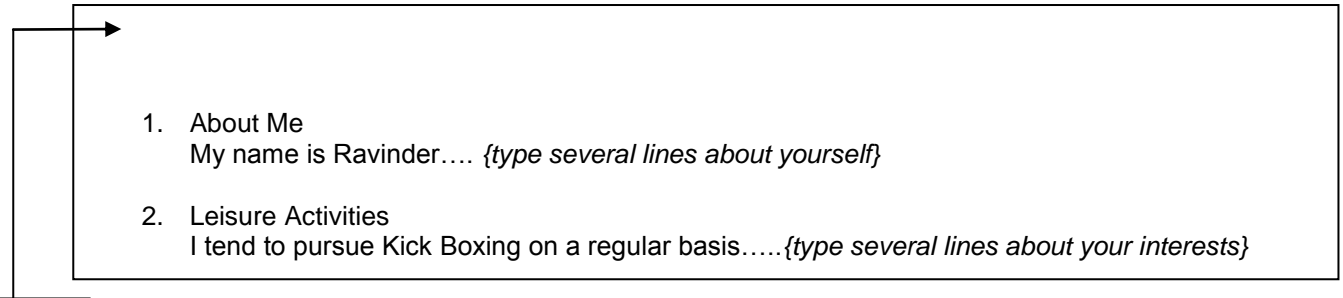 1. About Me
My name is Ravinder…. {type several lines about yourself}
2. Leisure Activities
I tend to pursue Kick Boxing on a regular basis…..{type several lines about your interests}